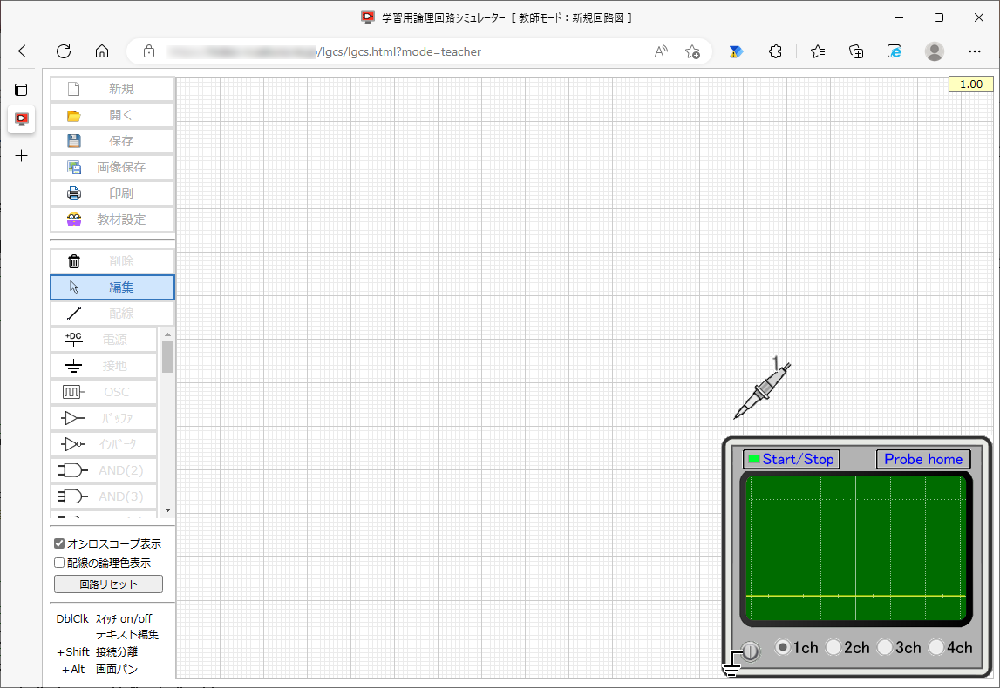 学習用論理回路シミュレーター［ 教師モード：新規回路図 ］
/lgcs/lgcs.html?mode=teacher
新規
開く
保存
画像保存
印刷
教材設定
削除
編集
配線
+DC 電源
接地
OSC
ﾊﾞｯﾌｧ
ｲﾝﾊﾞｰﾀ
AND(2)
AND(3)
オシロスコープ表示
配線の論理色表示
回路リセット
DblClk ｽｲｯﾁ on/off
テキスト編集
+Shift 接続分離
+Alt 画面パン
1.00
1
Start/Stop Probe home
1ch 2ch 3ch 4ch